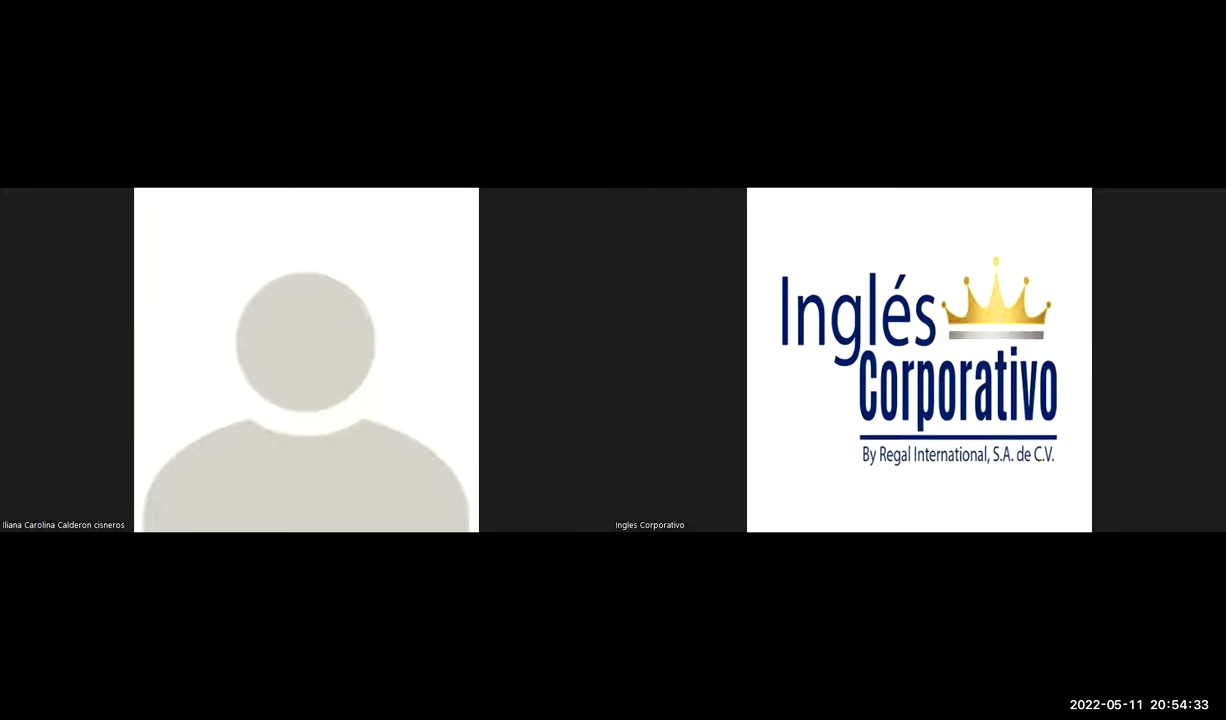 Inglés
Corporativo
By Regal International, S.A. de C.V.
Iliana Carolina Calderon cisneros
Ingles Corporativo
2022-05-11 20:54:33